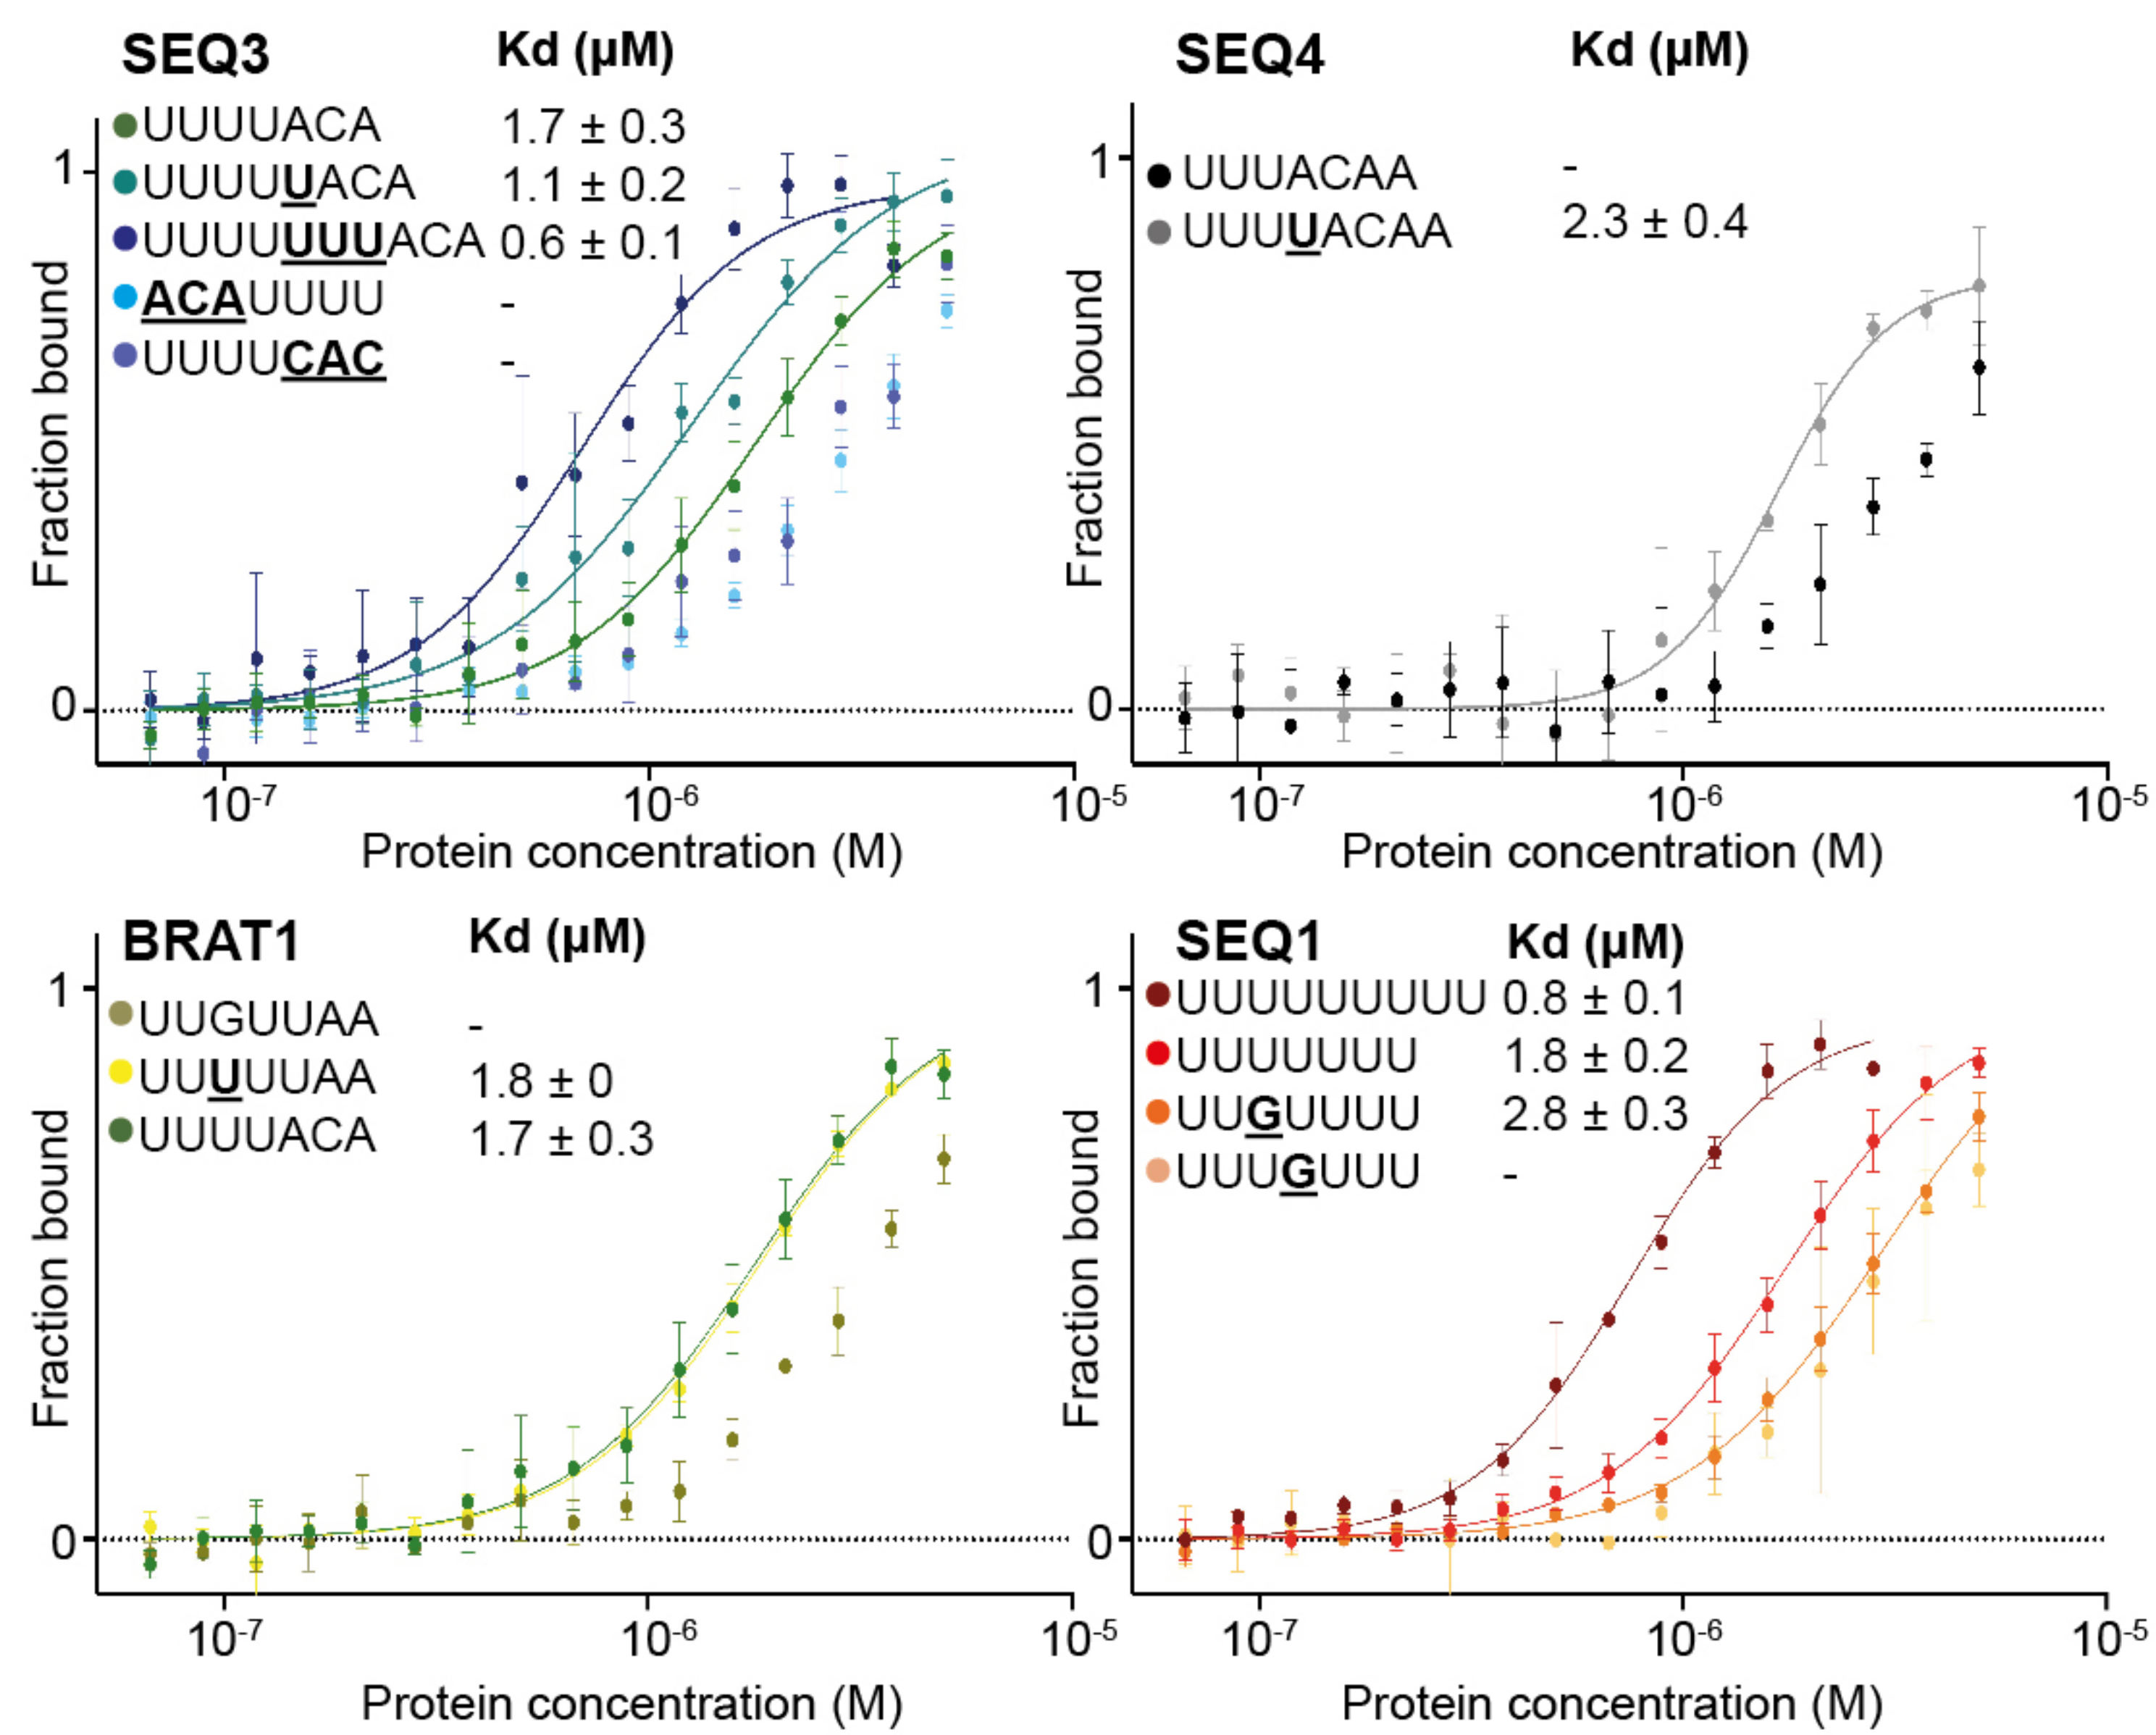 SEQ3 Kd (µM)
UUUUACA 1.7 ± 0.3
UUUUUACA 1.1 ± 0.2
UUUUUUUACA 0.6 ± 0.1
ACAUUUU -
UUUUCAC -
1
0
Fraction bound
10-7 10-6 10-5
Protein concentration (M)
SEQ4 Kd (µM)
UUUACAA -
UUUUACAA 2.3 ± 0.4
1
0
Fraction bound
10-7 10-6 10-5
Protein concentration (M)
BRAT1 Kd (µM)
UUGUUAA -
UUUUUAA 1.8 ± 0
UUUUACA 1.7 ± 0.3
1
0
Fraction bound
10-7 10-6 10-5
Protein concentration (M)
SEQ1 Kd (µM)
UUUUUUUUU 0.8 ± 0.1
UUUUUUU 1.8 ± 0.2
UUGUUUU 2.8 ± 0.3
UUUGUUU -
1
0
Fraction bound
10-7 10-6 10-5
Protein concentration (M)